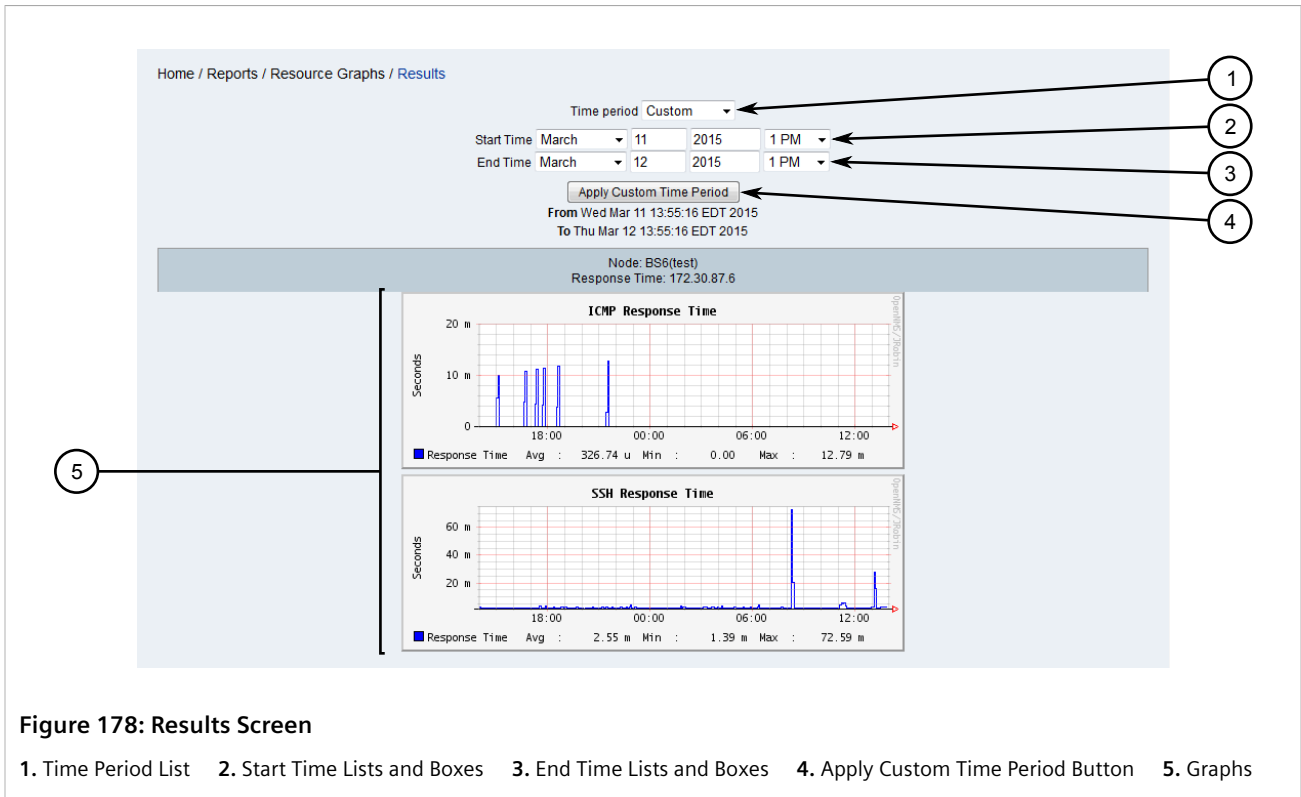 Home / Reports / Resource Graphs / Results
Time period Custom
1
Start Time March 11 2015 1 PM
2
End Time March 12 2015 1 PM
3
Apply Custom Time Period
4
From Wed Mar 11 13:55:16 EDT 2015
To Thu Mar 12 13:55:16 EDT 2015
Node: BS6(test)
Response Time: 172.30.87.6
ICMP Response Time
Seconds
20 m
10 m
0
18:00 00:00 06:00 12:00
Response Time Avg : 326.74 u Min : 0.00 Max : 12.79 m
OpenNMS/JRobin
5
SSH Response Time
Seconds
60 m
40 m
20 m
18:00 00:00 06:00 12:00
Response Time Avg : 2.55 m Min : 1.39 m Max : 72.59 m
OpenNMS/JRobin
Figure 178: Results Screen
1. Time Period List 2. Start Time Lists and Boxes 3. End Time Lists and Boxes 4. Apply Custom Time Period Button 5. Graphs